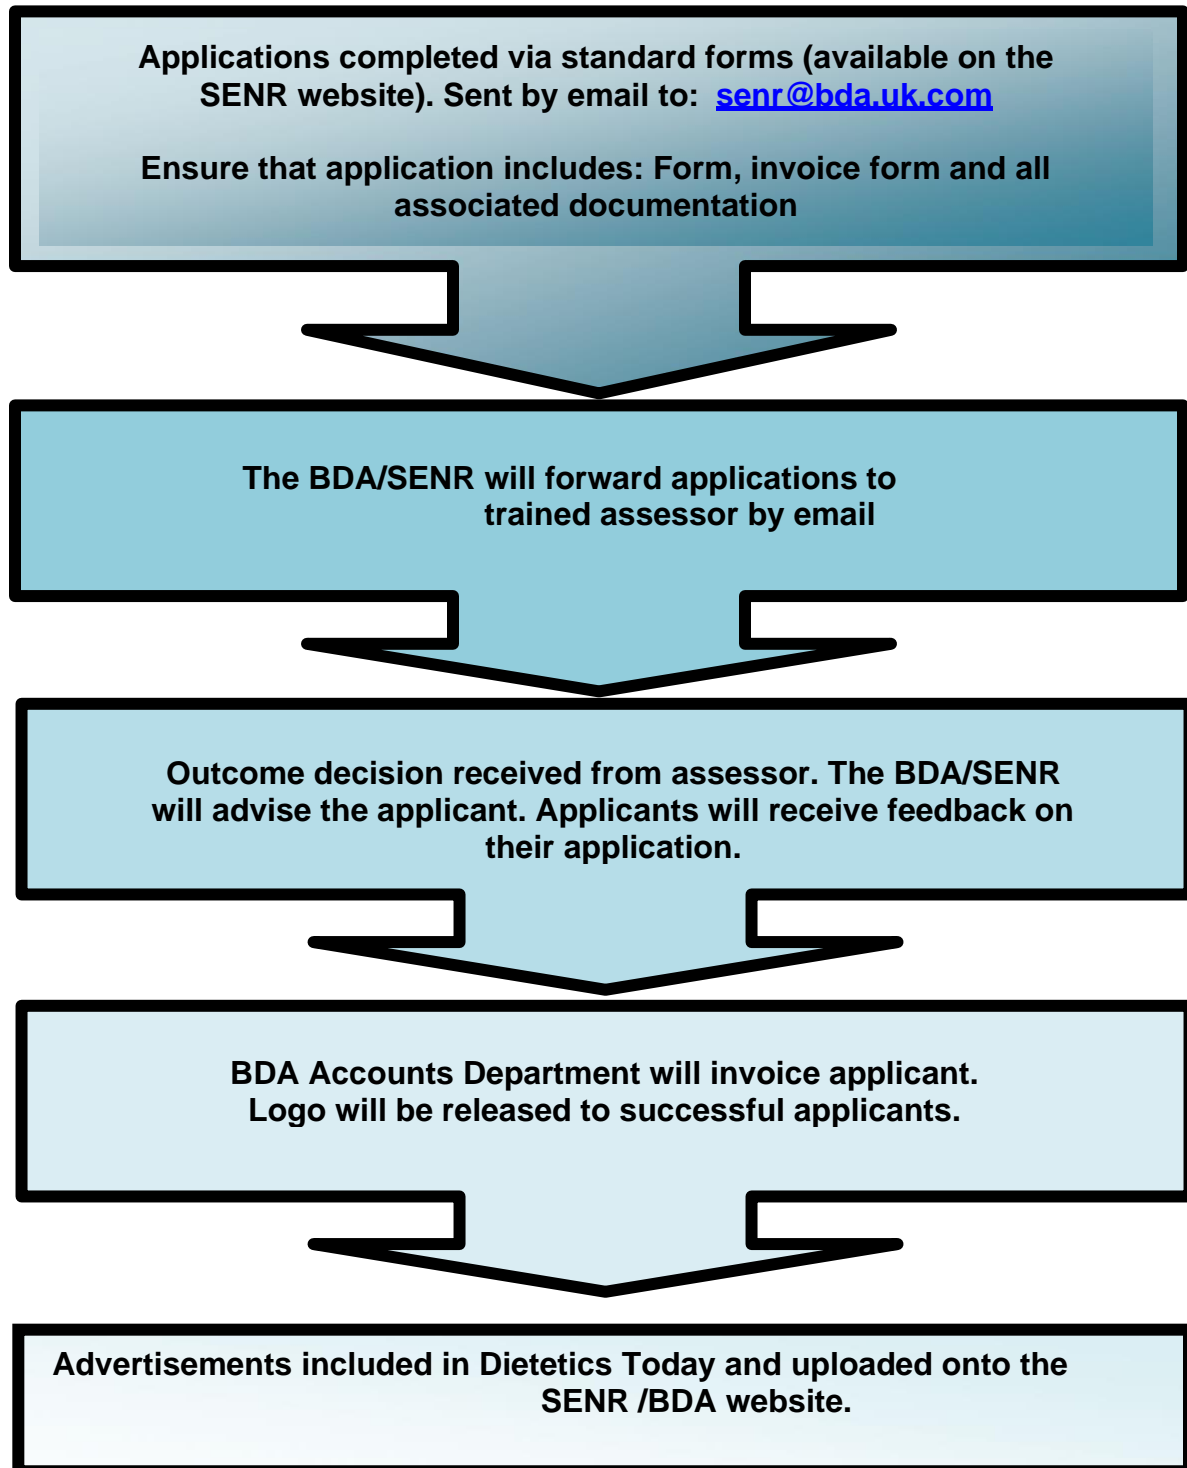 Applications completed via standard forms (available on the
SENR website). Sent by email to: senr@bda.uk.com
Ensure that application includes: Form, invoice form and all
associated documentation
The BDA/SENR will forward applications to
trained assessor by email
Outcome decision received from assessor. The BDA/SENR
will advise the applicant. Applicants will receive feedback on
their application.
BDA Accounts Department will invoice applicant.
Logo will be released to successful applicants.
Advertisements included in Dietetics Today and uploaded onto the
SENR /BDA website.